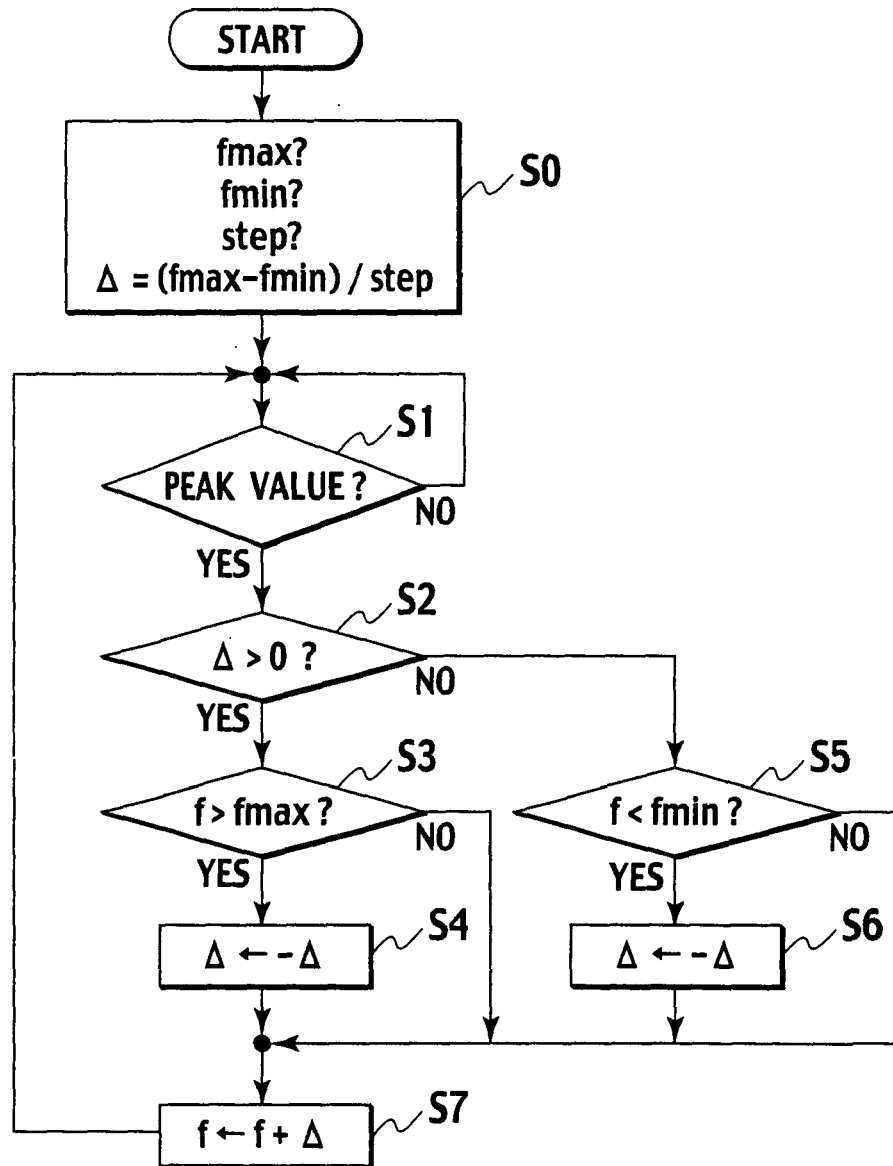 START
fmax?
fmin?
step?
Δ = (fmax-fmin) / step
S0
S1
PEAK VALUE?
NO
YES
S2
Δ > 0 ?
NO
YES
S3
f > fmax ?
NO
YES
S5
f < fmin ?
NO
YES
S4
Δ ← - Δ
S6
Δ ← - Δ
S7
f ← f + Δ